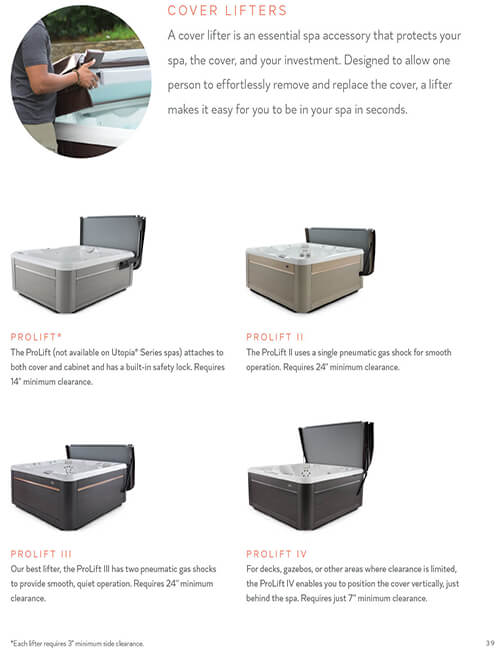 COVER LIFTERS
A cover lifter is an essential spa accessory that protects your
spa, the cover, and your investment. Designed to allow one
person to effortlessly remove and replace the cover, a lifter
makes it easy for you to be in your spa in seconds.
PROLIFT*
The ProLift (not available on Utopia® Series spas) attaches to
both cover and cabinet and has a built-in safety lock. Requires
14" minimum clearance.
PROLIFT II
The ProLift II uses a single pneumatic gas shock for smooth
operation. Requires 24" minimum clearance.
PROLIFT III
Our best lifter, the ProLift III has two pneumatic gas shocks
to provide smooth, quiet operation. Requires 24" minimum
clearance.
PROLIFT IV
For decks, gazebos, or other areas where clearance is limited,
the ProLift IV enables you to position the cover vertically, just
behind the spa. Requires just 7" minimum clearance.
*Each lifter requires 3" minimum side clearance.
39